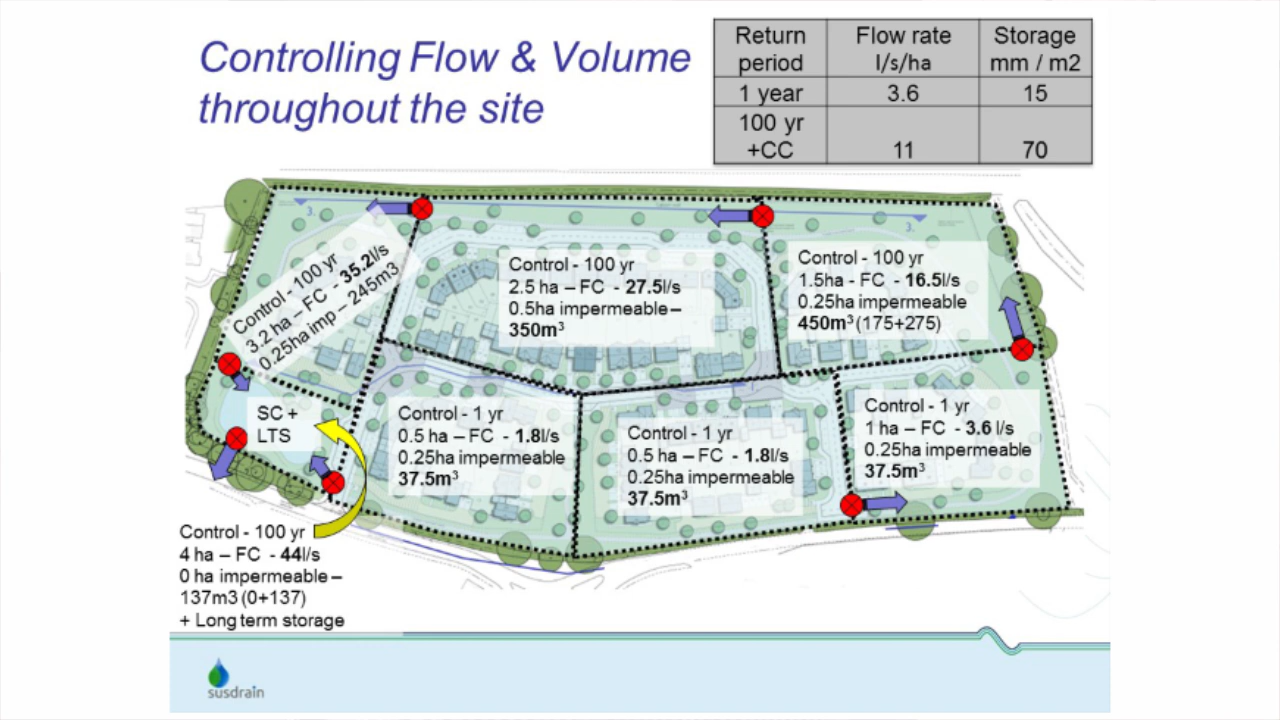 Controlling Flow & Volume
throughout the site
Return period Flow rate l/s/ha Storage mm / m2
1 year 3.6 15
100 yr +CC 11 70
3.
3.
Control - 100 yr
3.2 ha – FC - 35.2l/s
0.25ha imp – 245m3
Control - 100 yr
2.5 ha – FC - 27.5l/s
0.5ha impermeable –
350m³
Control - 100 yr
1.5ha - FC - 16.5l/s
0.25ha impermeable
450m³(175+275)
SC +
LTS
Control - 1 yr
0.5 ha – FC - 1.8l/s
0.25ha impermeable
37.5m³
Control - 1 yr
0.5 ha – FC - 1.8l/s
0.25ha impermeable
37.5m³
Control - 1 yr
1 ha – FC - 3.6 l/s
0.25ha impermeable
37.5m³
Control - 100 yr
4 ha – FC - 44l/s
0 ha impermeable –
137m3 (0+137)
+ Long term storage
susdrain